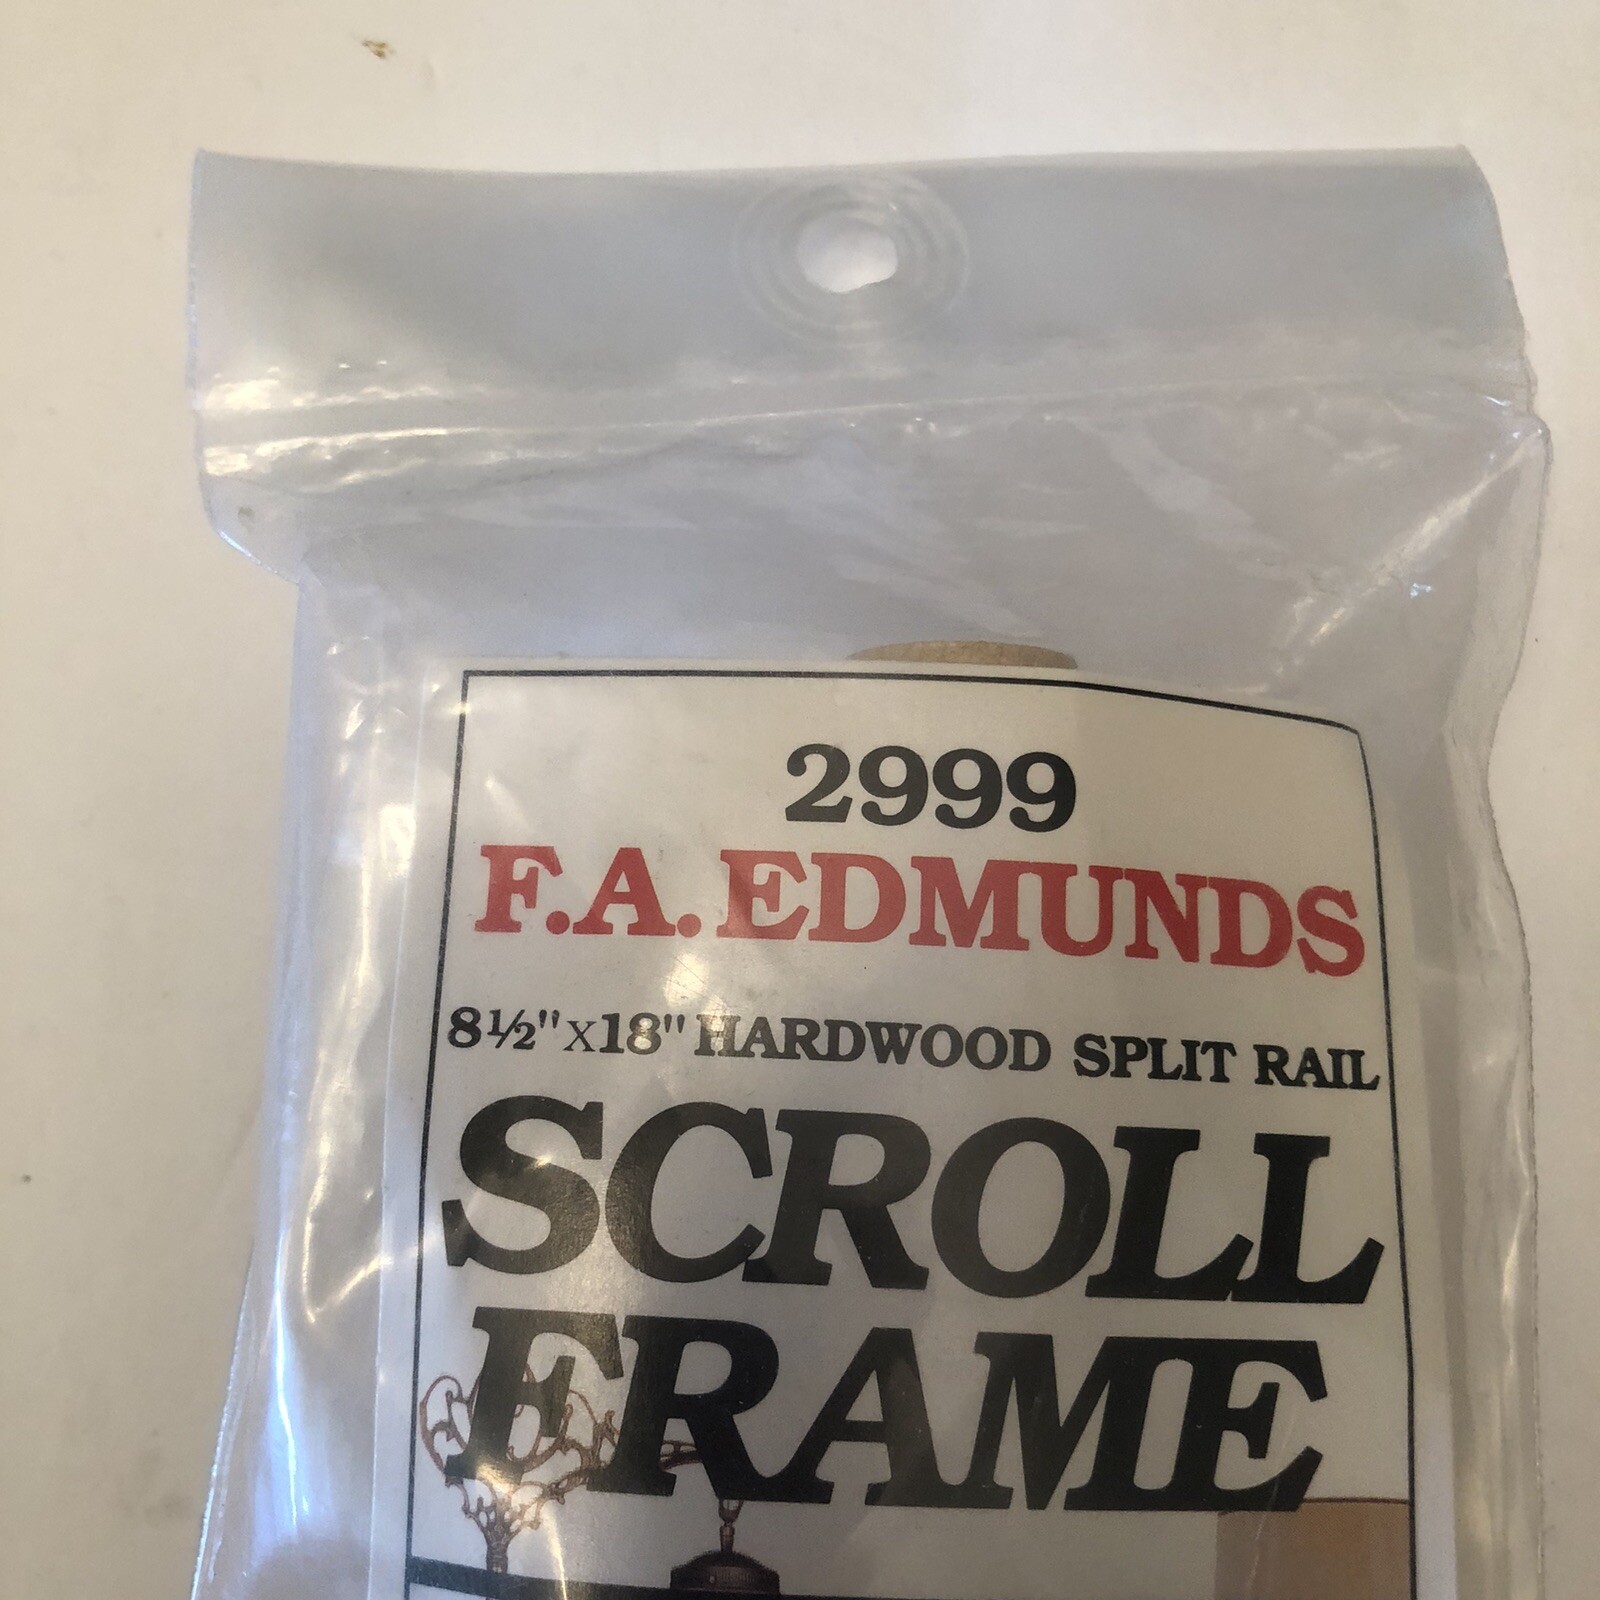 2999
F.A. EDMUNDS
8½"x18" HARDWOOD SPLIT RAIL
SCROLL
FRAME